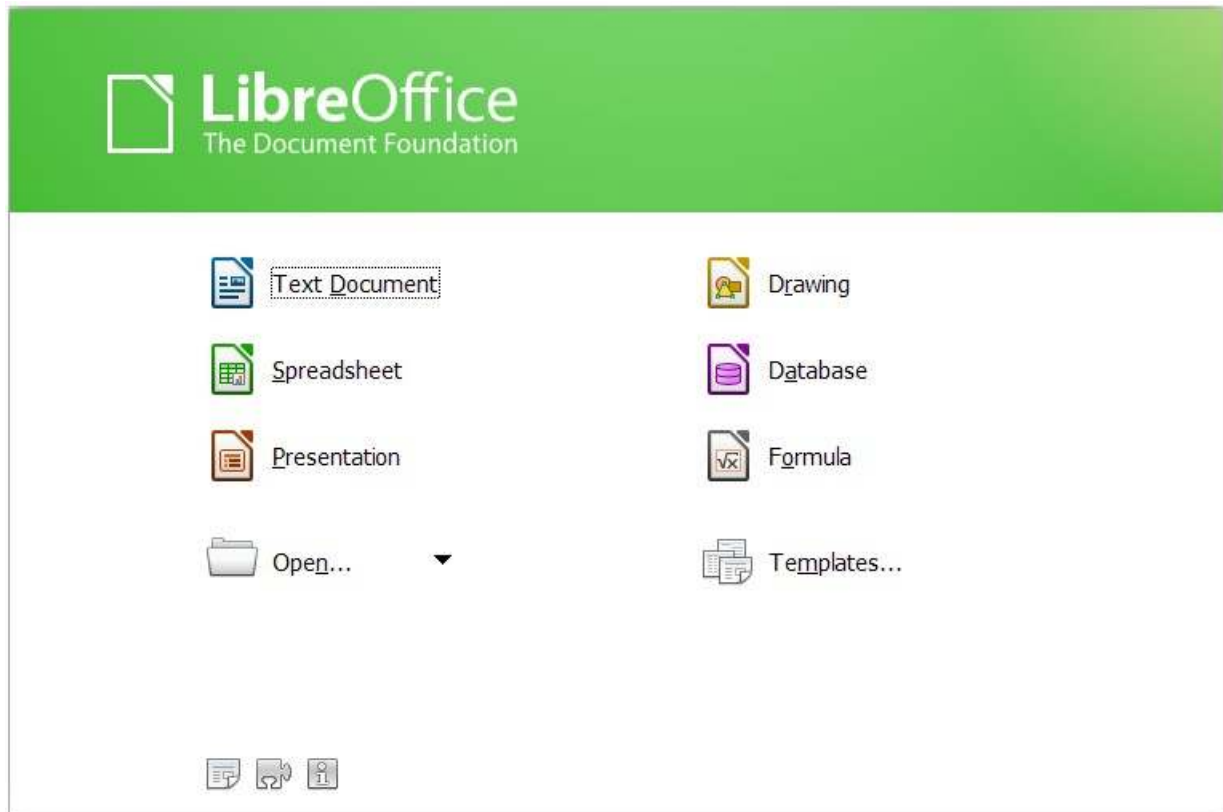 LibreOffice
The Document Foundation
Text Document
Drawing
Spreadsheet
Database
Presentation
Formula
√x
Open...
Templates...
i